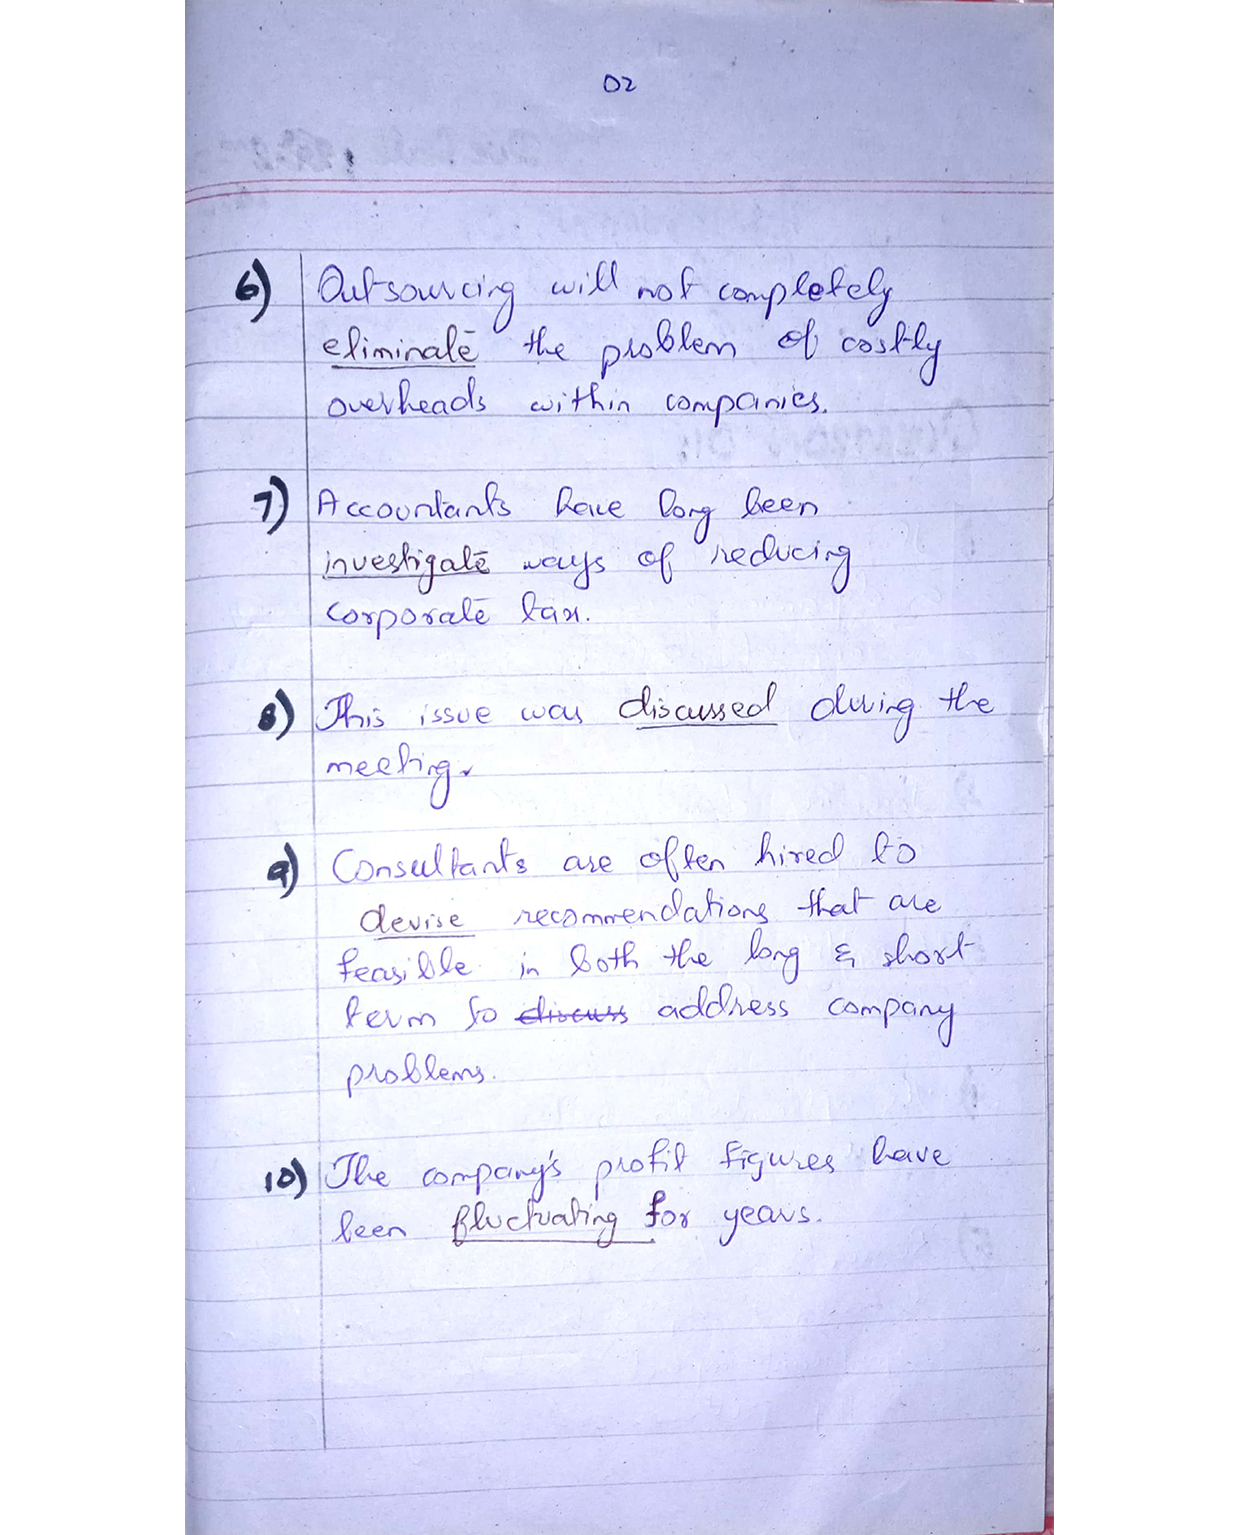 02
6) Outsourcing will not completely
eliminate the problem of costly
overheads within companies.
7) Accountants have long been
investigate ways of reducing
corporate tax.
8) This issue was discussed during the
meeting.
9) Consultants are often hired to
devise recommendations that are
feasible in both the long & short
term to discuss address company
problems.
10) The company's profit figures have
been fluctuating for years.